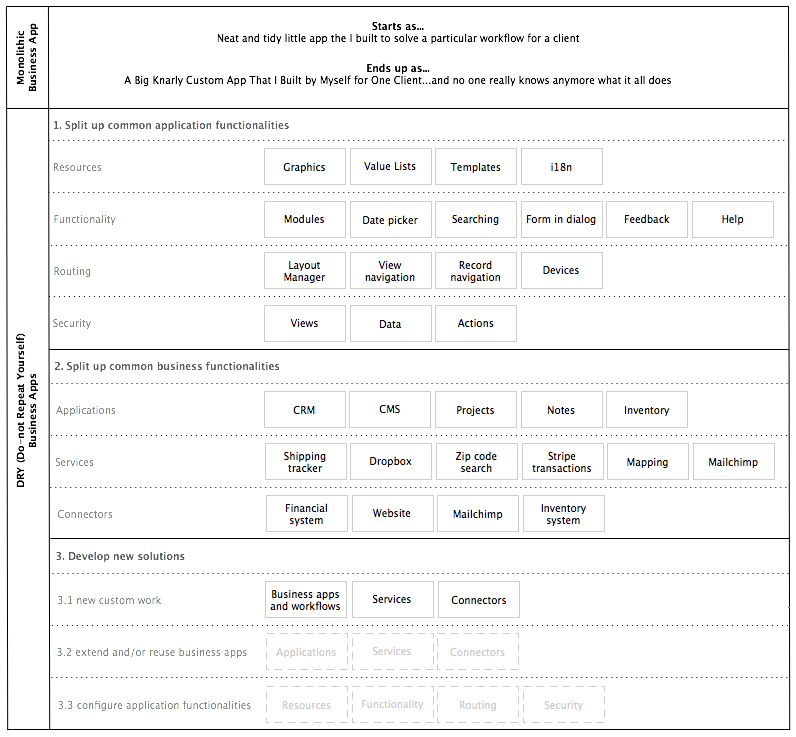 Monolithic
Business App
Starts as...
Neat and tidy little app the I built to solve a particular workflow for a client
Ends up as...
A Big Knarly Custom App That I Built by Myself for One Client...and no one really knows anymore what it all does
DRY (Do-not Repeat Yourself)
Business Apps
1. Split up common application functionalities
Resources
Graphics
Value Lists
Templates
i18n
Functionality
Modules
Date picker
Searching
Form in dialog
Feedback
Help
Routing
Layout
Manager
View
navigation
Record
navigation
Devices
Security
Views
Data
Actions
2. Split up common business functionalities
Applications
CRM
CMS
Projects
Notes
Inventory
Services
Shipping
tracker
Dropbox
Zip code
search
Stripe
transactions
Mapping
Mailchimp
Connectors
Financial
system
Website
Mailchimp
Inventory
system
3. Develop new solutions
3.1 new custom work
Business apps
and workflows
Services
Connectors
3.2 extend and/or reuse business apps
Applications
Services
Connectors
3.3 configure application functionalities
Resources
Functionality
Routing
Security